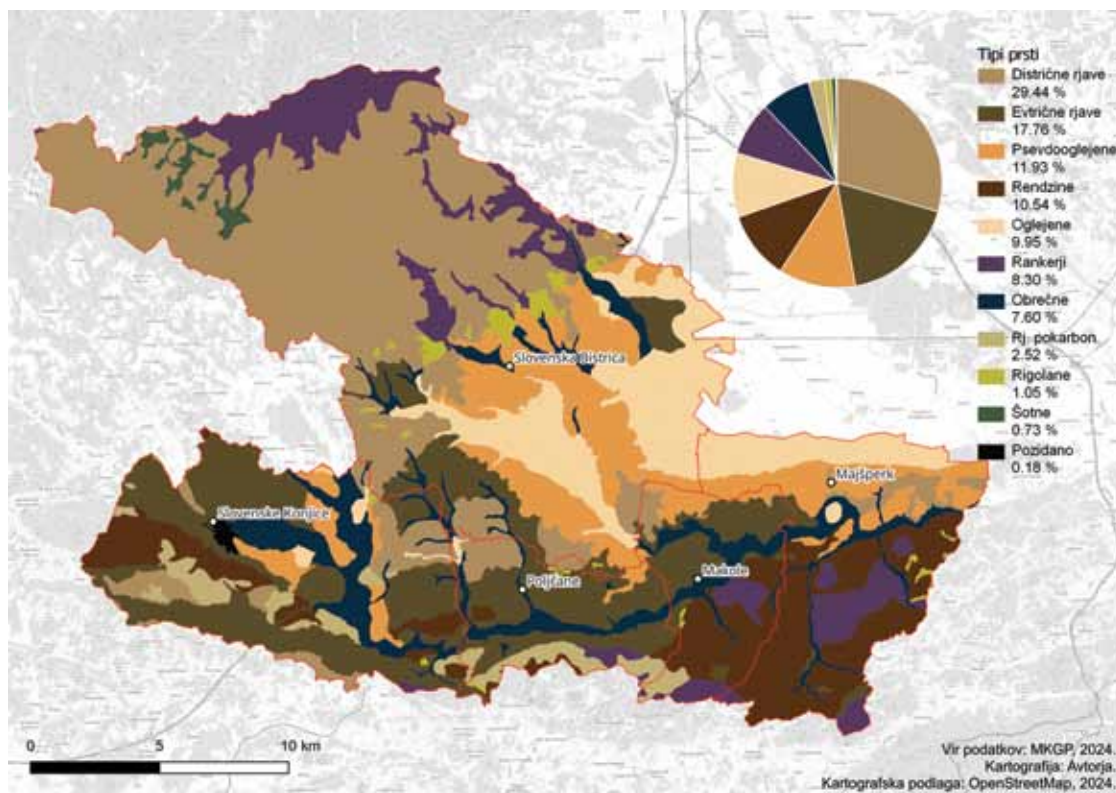 Tipi prsti
Distrične rjave
29.44 %
Evtrične rjave
17.76 %
Psevdooglejene
11.93 %
Rendzine
10.54 %
Oglejene
9.95 %
Rankerji
8.30 %
Obrečne
7.60 %
Rj. pokarbon.
2.52 %
Rigolane
1.05 %
Šotne
0.73 %
Pozidano
0.18 %
Slovenska Bistrica
Majšperk
Slovenske Konjice
Makole
Poljčane
0 5 10 km
Vir podatkov: MKGP, 2024.
Kartografija: Avtorja.
Kartografska podlaga: OpenStreetMap, 2024.